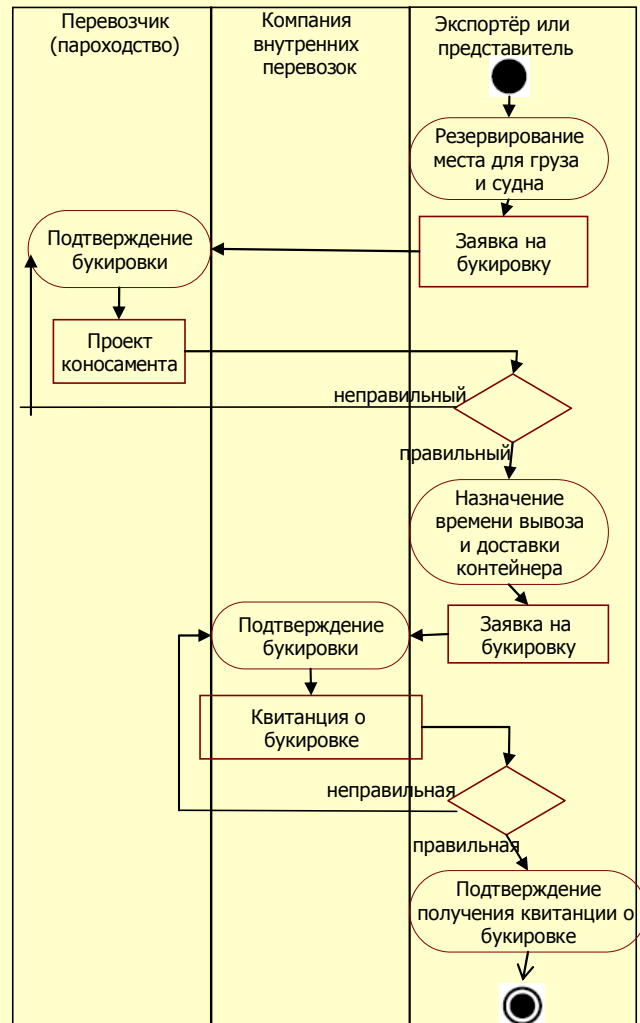 Перевозчик
(пароходство)
Компания
внутренних
перевозок
Экспортёр или
представитель
Резервирование
места для груза
и судна
Заявка на
букировку
Подтверждение
букировки
Проект
коносамента
неправильный
правильный
Назначение
времени вывоза
и доставки
контейнера
Заявка на
букировку
Подтверждение
букировки
Квитанция о
букировке
неправильная
правильная
Подтверждение
получения квитанции о
букировке